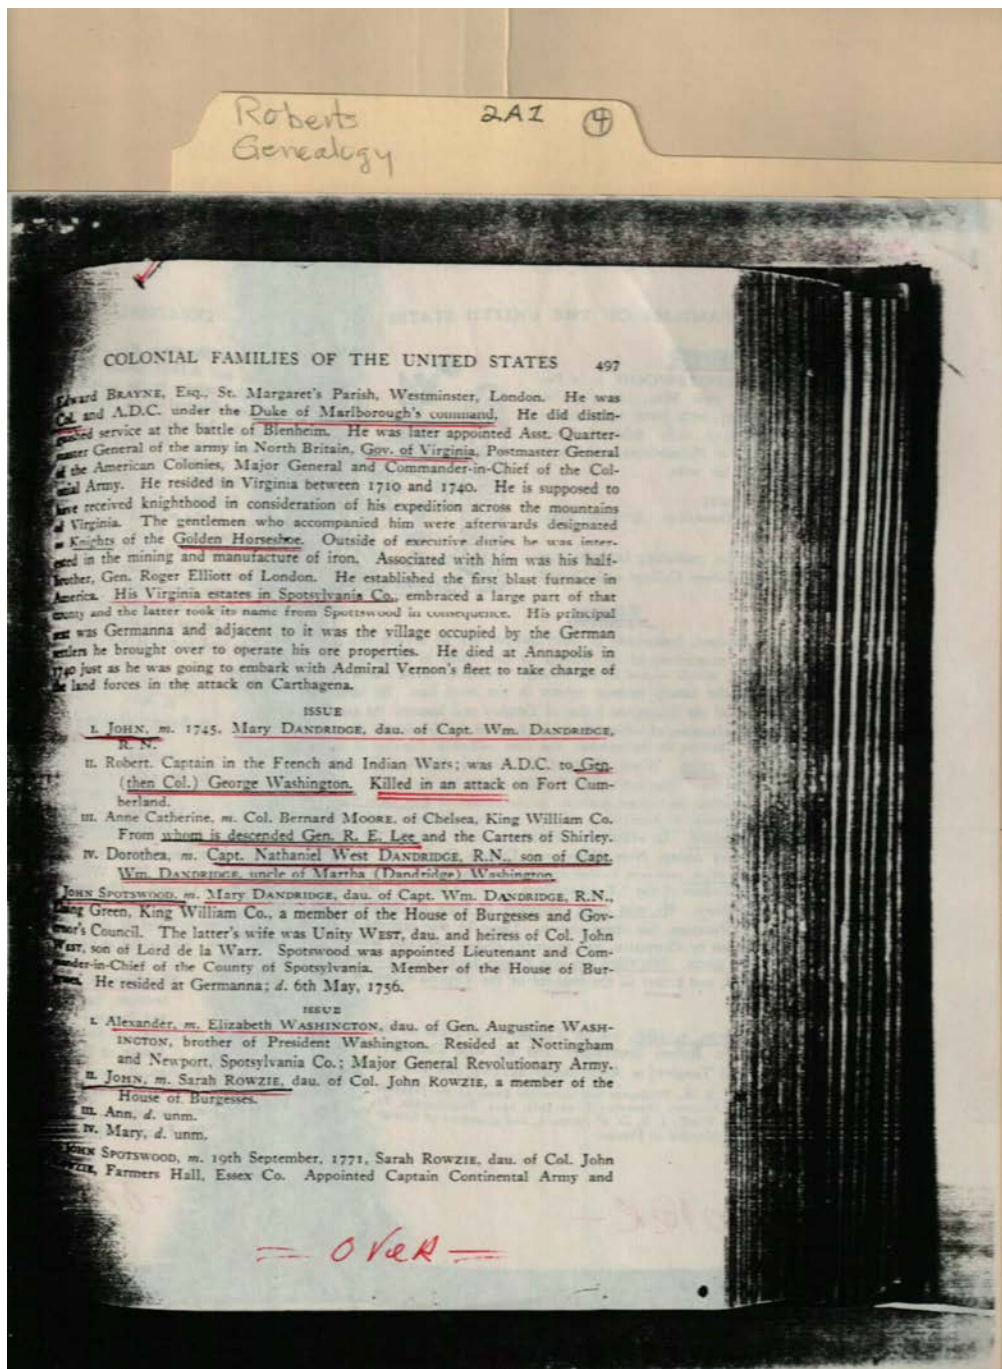 Roberts 2A1 4
Genealogy
COLONIAL FAMILIES OF THE UNITED STATES 497
Edward BRAYNE, Esq., St. Margaret's Parish, Westminster, London. He was
Col. and A.D.C. under the Duke of Marlborough's command. He did distin-
guished service at the battle of Blenheim. He was later appointed Asst. Quarter-
master General of the army in North Britain, Gov. of Virginia, Postmaster General
of the American Colonies, Major General and Commander-in-Chief of the Col-
onial Army. He resided in Virginia between 1710 and 1740. He is supposed to
have received knighthood in consideration of his expedition across the mountains
of Virginia. The gentlemen who accompanied him were afterwards designated
as Knights of the Golden Horseshoe. Outside of executive duties he was inter-
ested in the mining and manufacture of iron. Associated with him was his half-
brother, Gen. Roger Elliott of London. He established the first blast furnace in
America. His Virginia estates in Spotsylvania Co., embraced a large part of that
county and the latter took its name from Spottswood in consequence. His principal
seat was Germanna and adjacent to it was the village occupied by the German
settlers he brought over to operate his ore properties. He died at Annapolis in
1740 just as he was going to embark with Admiral Vernon's fleet to take charge of
the land forces in the attack on Carthagena.
ISSUE
I. JOHN, m. 1745, Mary DANDRIDGE, dau. of Capt. Wm. DANDRIDGE,
R. N.
II. Robert. Captain in the French and Indian Wars; was A.D.C. to Gen.
(then Col.) George Washington. Killed in an attack on Fort Cum-
berland.
III. Anne Catherine, m. Col. Bernard MOORE, of Chelsea, King William Co.
From whom is descended Gen. R. E. Lee and the Carters of Shirley.
IV. Dorothea, m. Capt. Nathaniel West DANDRIDGE, R.N., son of Capt.
Wm. DANDRIDGE, uncle of Martha (Dandridge) Washington.
JOHN SPOTSWOOD, m. Mary DANDRIDGE, dau. of Capt. Wm. DANDRIDGE, R.N.,
Green, King William Co., a member of the House of Burgesses and Gov-
ernor's Council. The latter's wife was Unity WEST, dau. and heiress of Col. John
WEST, son of Lord de la Warr. Spotswood was appointed Lieutenant and Com-
mander-in-Chief of the County of Spotsylvania. Member of the House of Bur-
gesses. He resided at Germanna; d. 6th May, 1756.
ISSUE
I. Alexander, m. Elizabeth WASHINGTON, dau. of Gen. Augustine WASH-
INGTON, brother of President Washington. Resided at Nottingham
and Newport, Spotsylvania Co.; Major General Revolutionary Army.
II. JOHN, m. Sarah ROWZIE, dau. of Col. John ROWZIE, a member of the
House of Burgesses.
III. Ann, d. unm.
IV. Mary, d. unm.
JOHN SPOTSWOOD, m. 19th September, 1771, Sarah ROWZIE, dau. of Col. John
ROWZIE, Farmers Hall, Essex Co. Appointed Captain Continental Army and
= OVER =